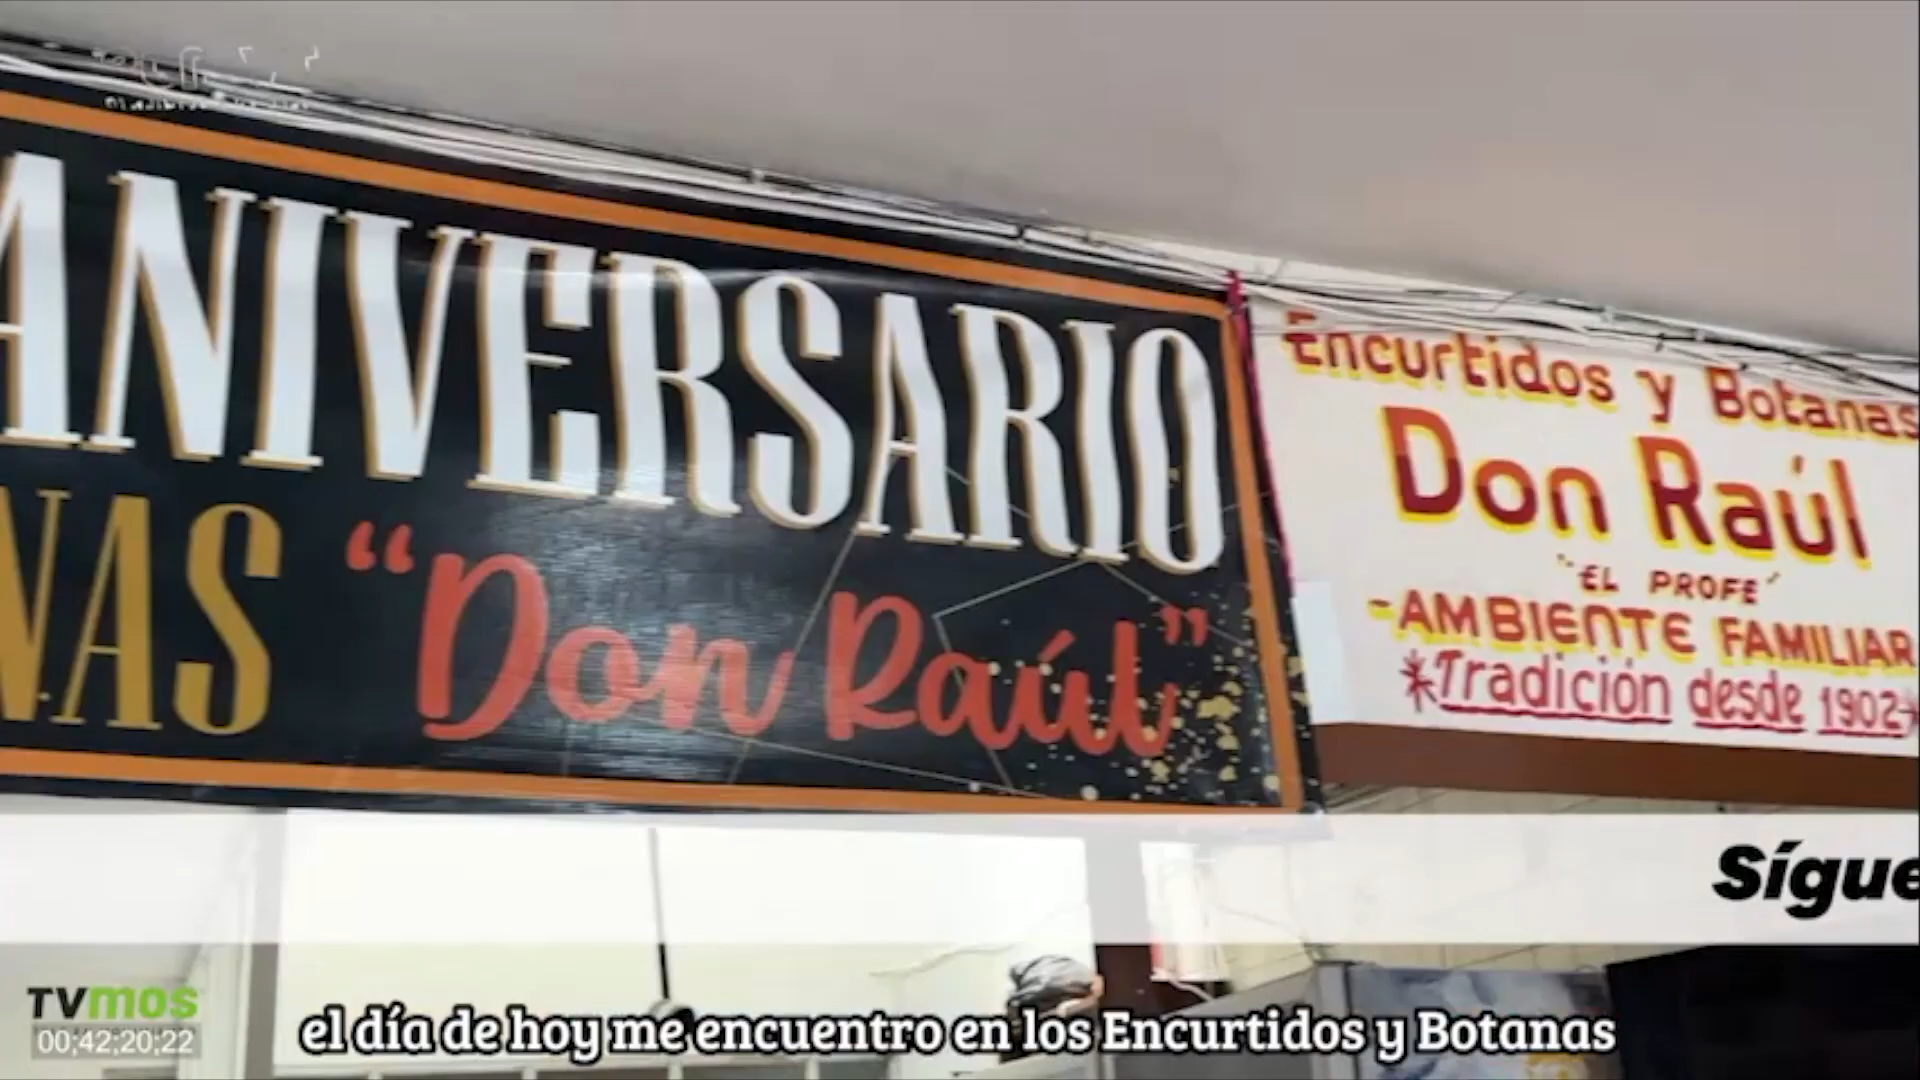 ANIVERSARIO
NAS “Don Raúl”
Encurtidos y Botanas
Don Raúl
"EL PROFE"
-AMBIENTE FAMILIAR
*Tradición desde 1902*
Sígue
TVmos
00;42;20;22
el día de hoy me encuentro en los Encurtidos y Botanas